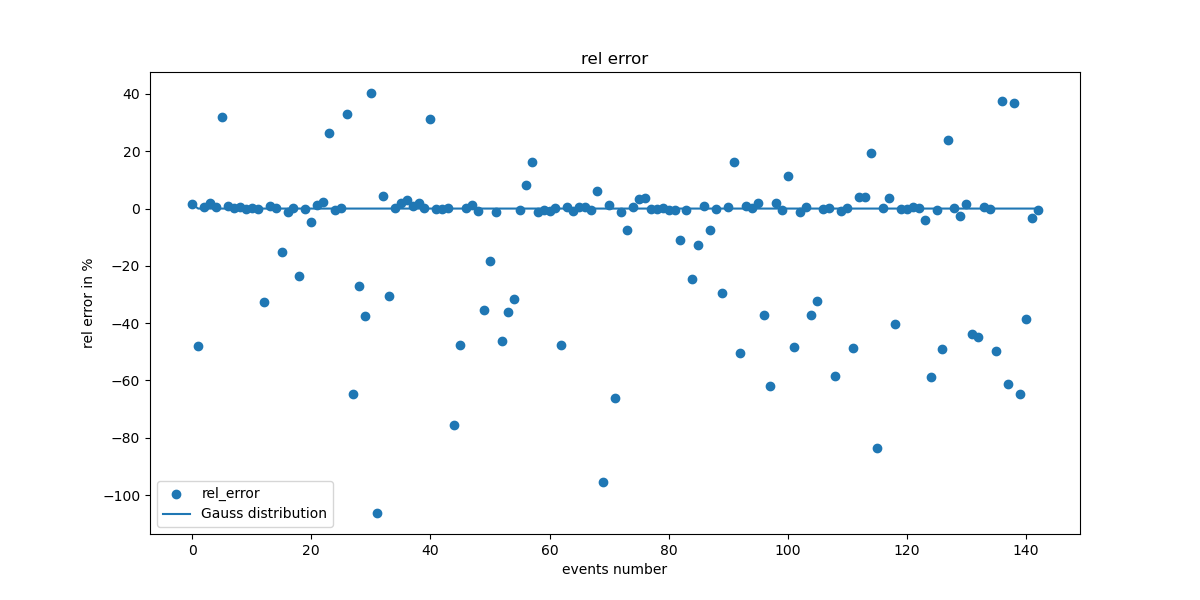 rel error
40
20
0
−20
−40
−60
−80
−100
rel error in %
rel_error
Gauss distribution
0 20 40 60 80 100 120 140
events number